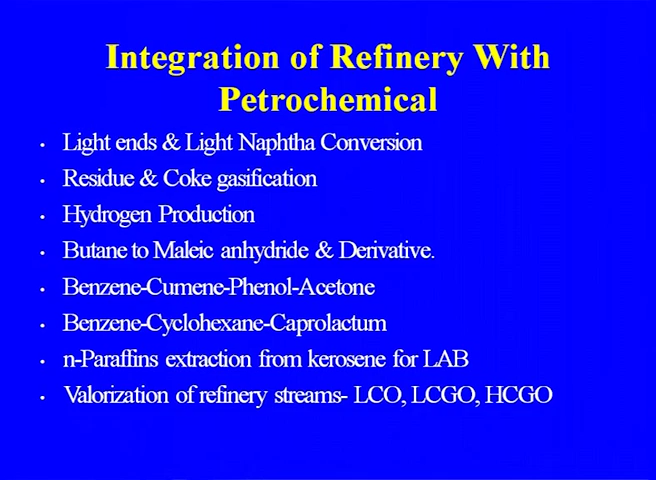 Integration of Refinery With
Petrochemical
• Light ends & Light Naphtha Conversion
• Residue & Coke gasification
• Hydrogen Production
• Butane to Maleic anhydride & Derivative.
• Benzene-Cumene-Phenol-Acetone
• Benzene-Cyclohexane-Caprolactum
• n-Paraffins extraction from kerosene for LAB
• Valorization of refinery streams- LCO, LCGO, HCGO